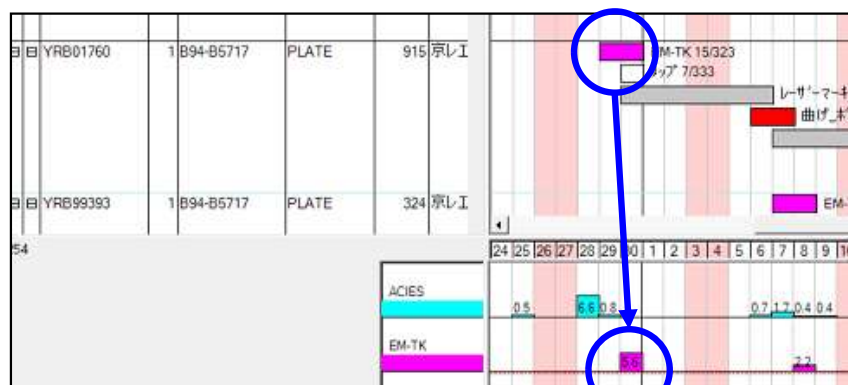 YRB01760 1 B94-B5717 PLATE 915 京レエ
EM-TK 15/323
タップ 7/333
レーザーマーキ
曲げ_ボ
YRB99393 1 B94-B5717 PLATE 324 京レエ
EM-
54
24 25 26 27 28 29 30 1 2 3 4 5 6 7 8 9 10
ACIES
0.5 6.6 0.8 0.7 1.7 0.4 0.4
EM-TK
5.6 2.2